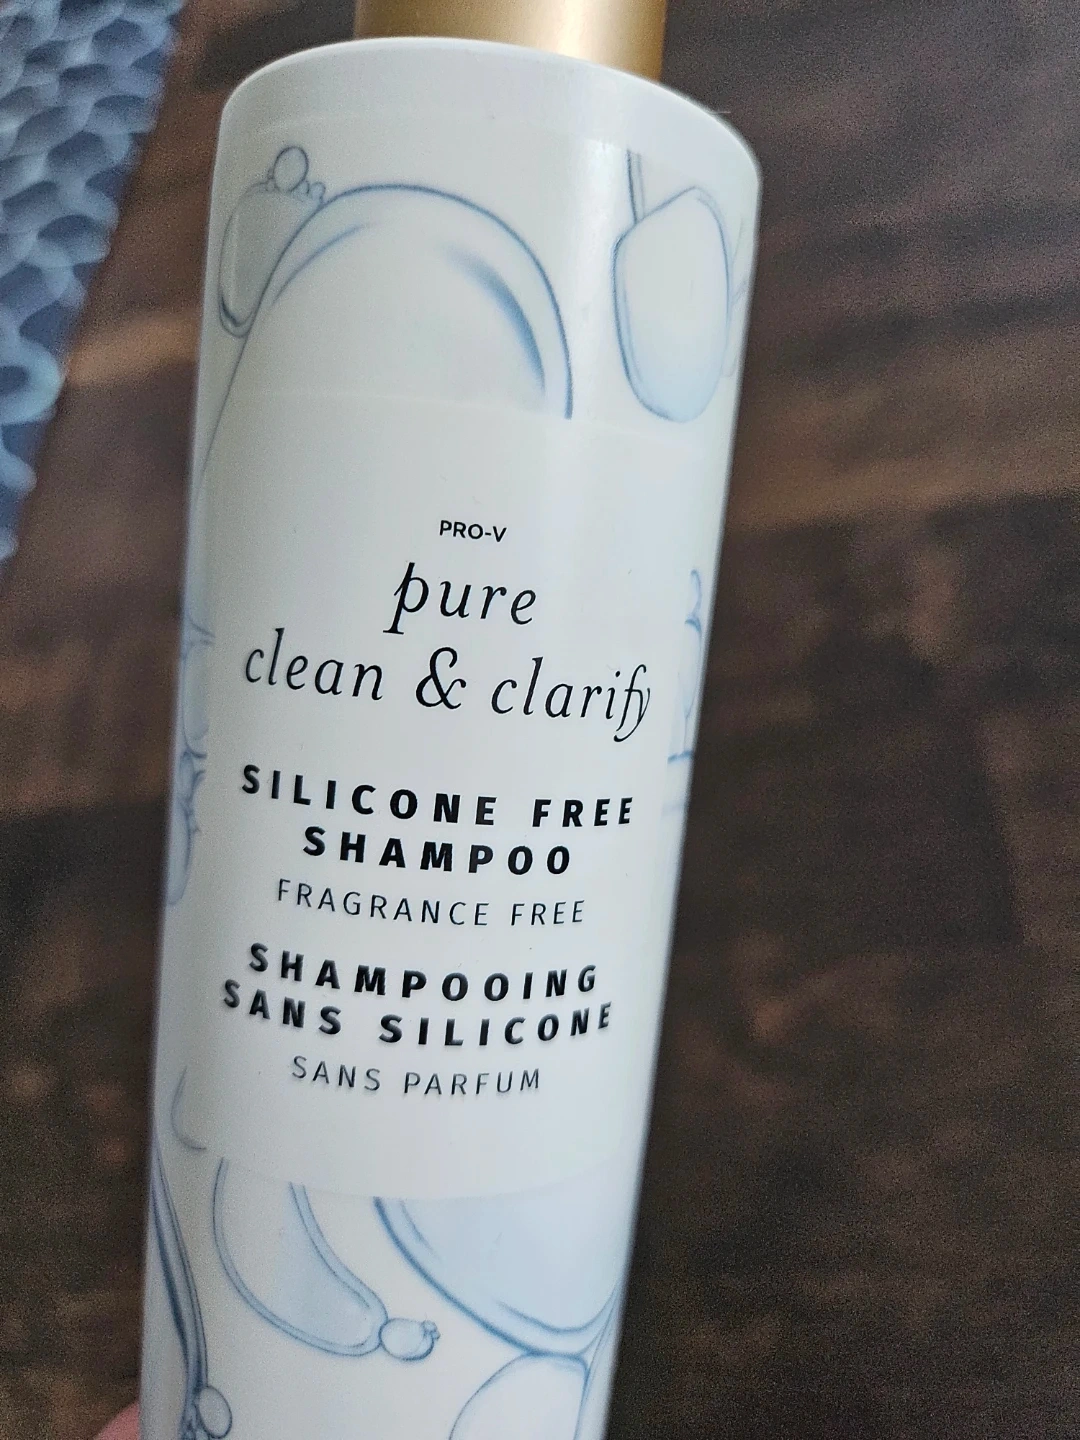 PRO-V
pure
clean & clarify
SILICONE FREE
SHAMPOO
FRAGRANCE FREE
SHAMPOOING
SANS SILICONE
SANS PARFUM